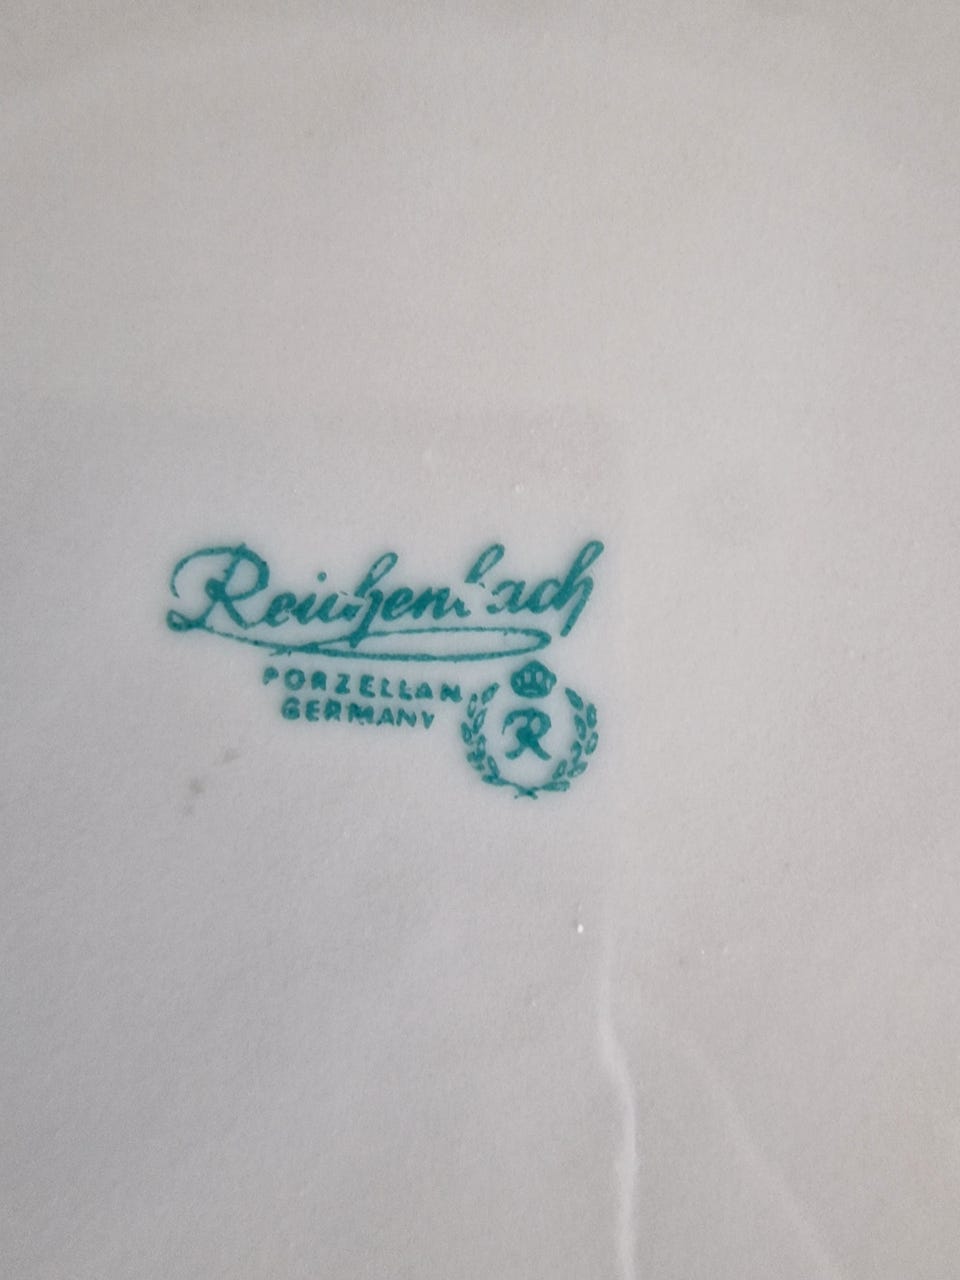 Reichenbach
PORZELLAN
GERMANY
R